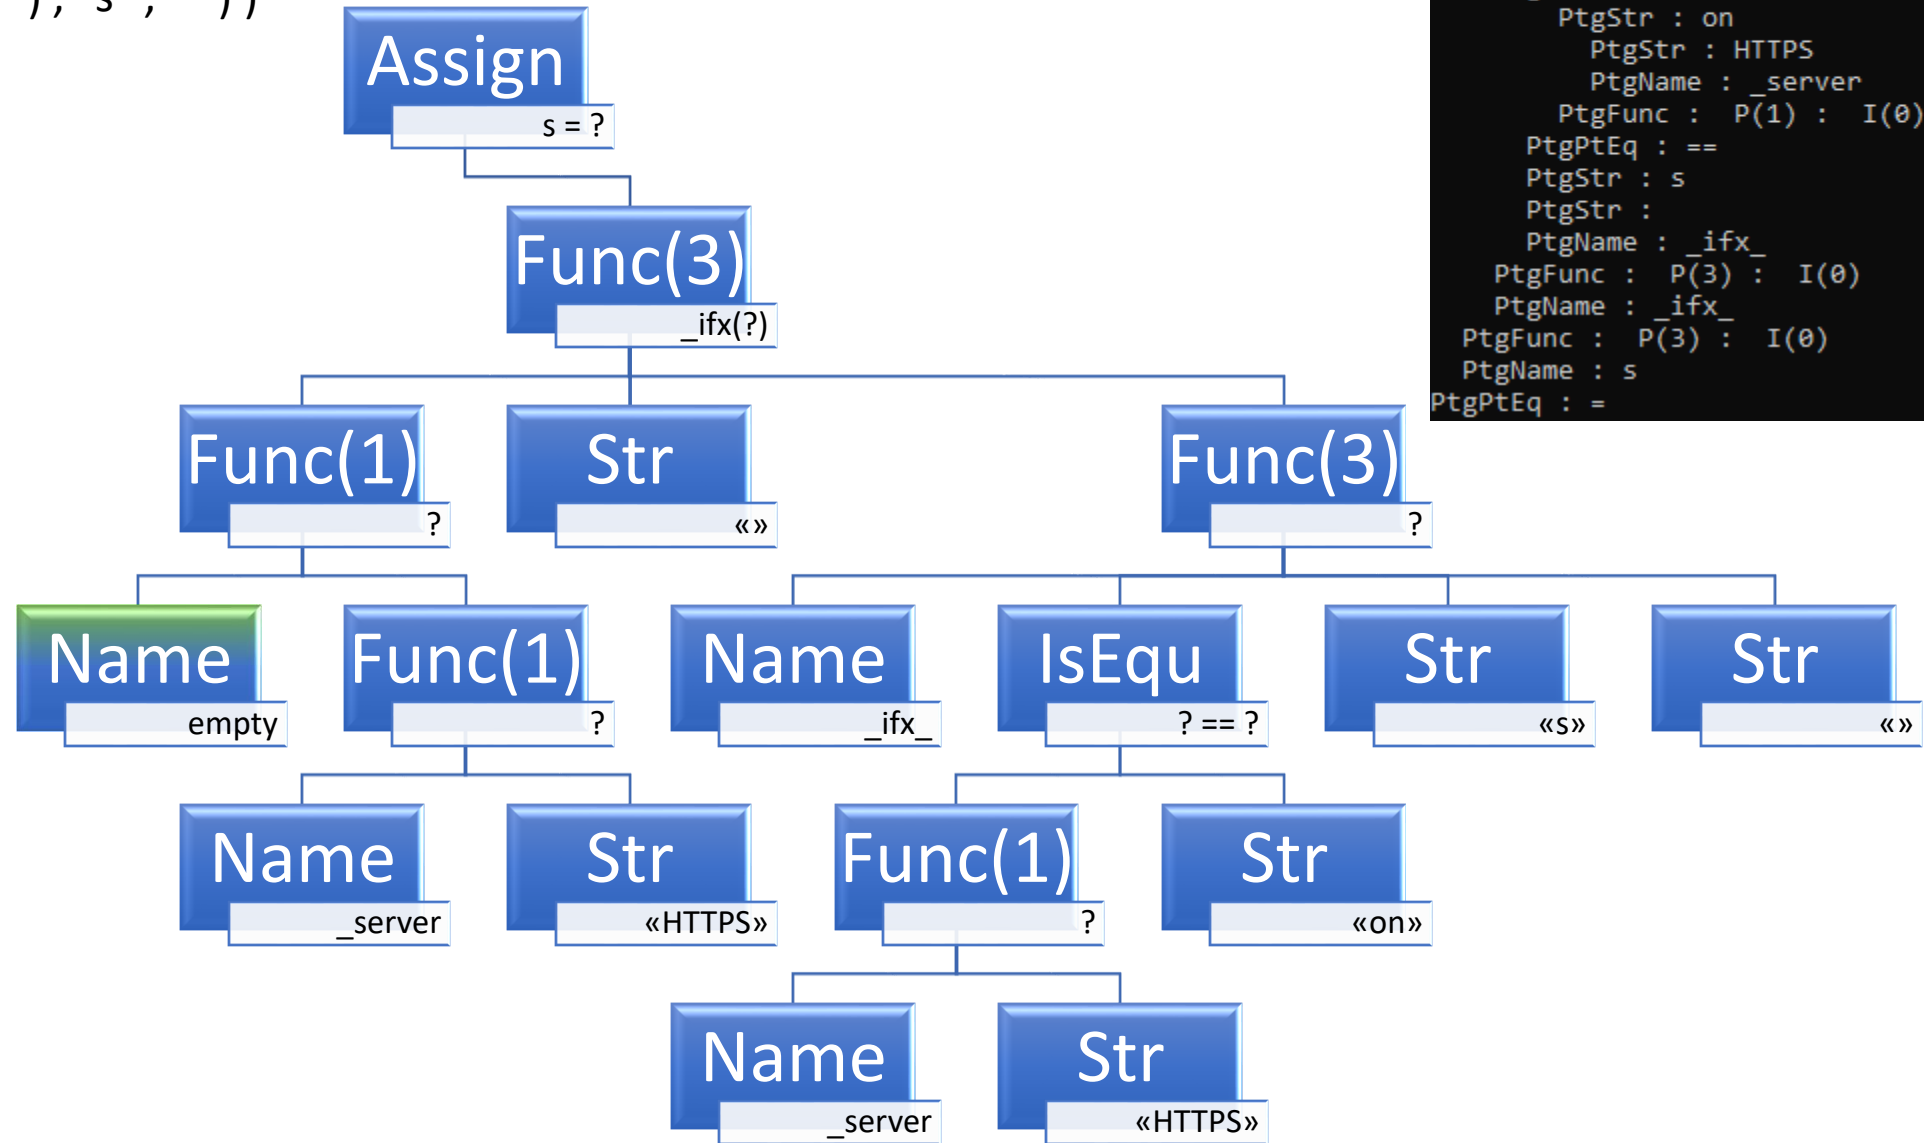 ), "s", ""))
Assign
s = ?
Func(3)
_ifx(?)
Func(1)
?
Str
«»
Func(3)
?
Name
empty
Func(1)
?
Name
_ifx_
IsEqu
? == ?
Str
«s»
Str
«»
Name
_server
Str
«HTTPS»
Func(1)
?
Str
«on»
Name
_server
Str
«HTTPS»
PtgStr : on
PtgStr : HTTPS
PtgName : _server
PtgFunc :  P(1) :  I(0)
PtgPtEq : ==
PtgStr : s
PtgStr :
PtgName : _ifx_
PtgFunc :  P(3) :  I(0)
PtgName : _ifx_
PtgFunc :  P(3) :  I(0)
PtgName : s
PtgPtEq : =